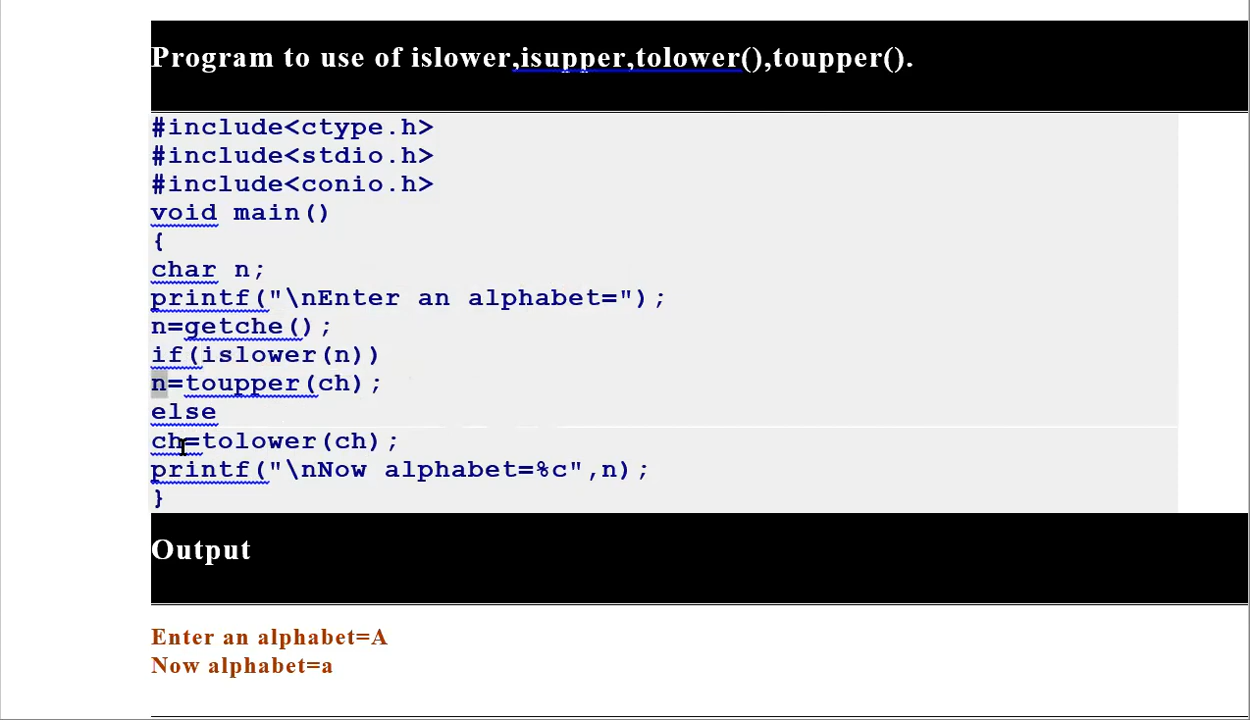 Program to use of islower,isupper,tolower(),toupper().
#include<ctype.h>
#include<stdio.h>
#include<conio.h>
void main()
{
char n;
printf("\nEnter an alphabet=");
n=getche();
if(islower(n))
n=toupper(ch);
else
ch=tolower(ch);
printf("\nNow alphabet=%c",n);
}
Output
Enter an alphabet=A
Now alphabet=a